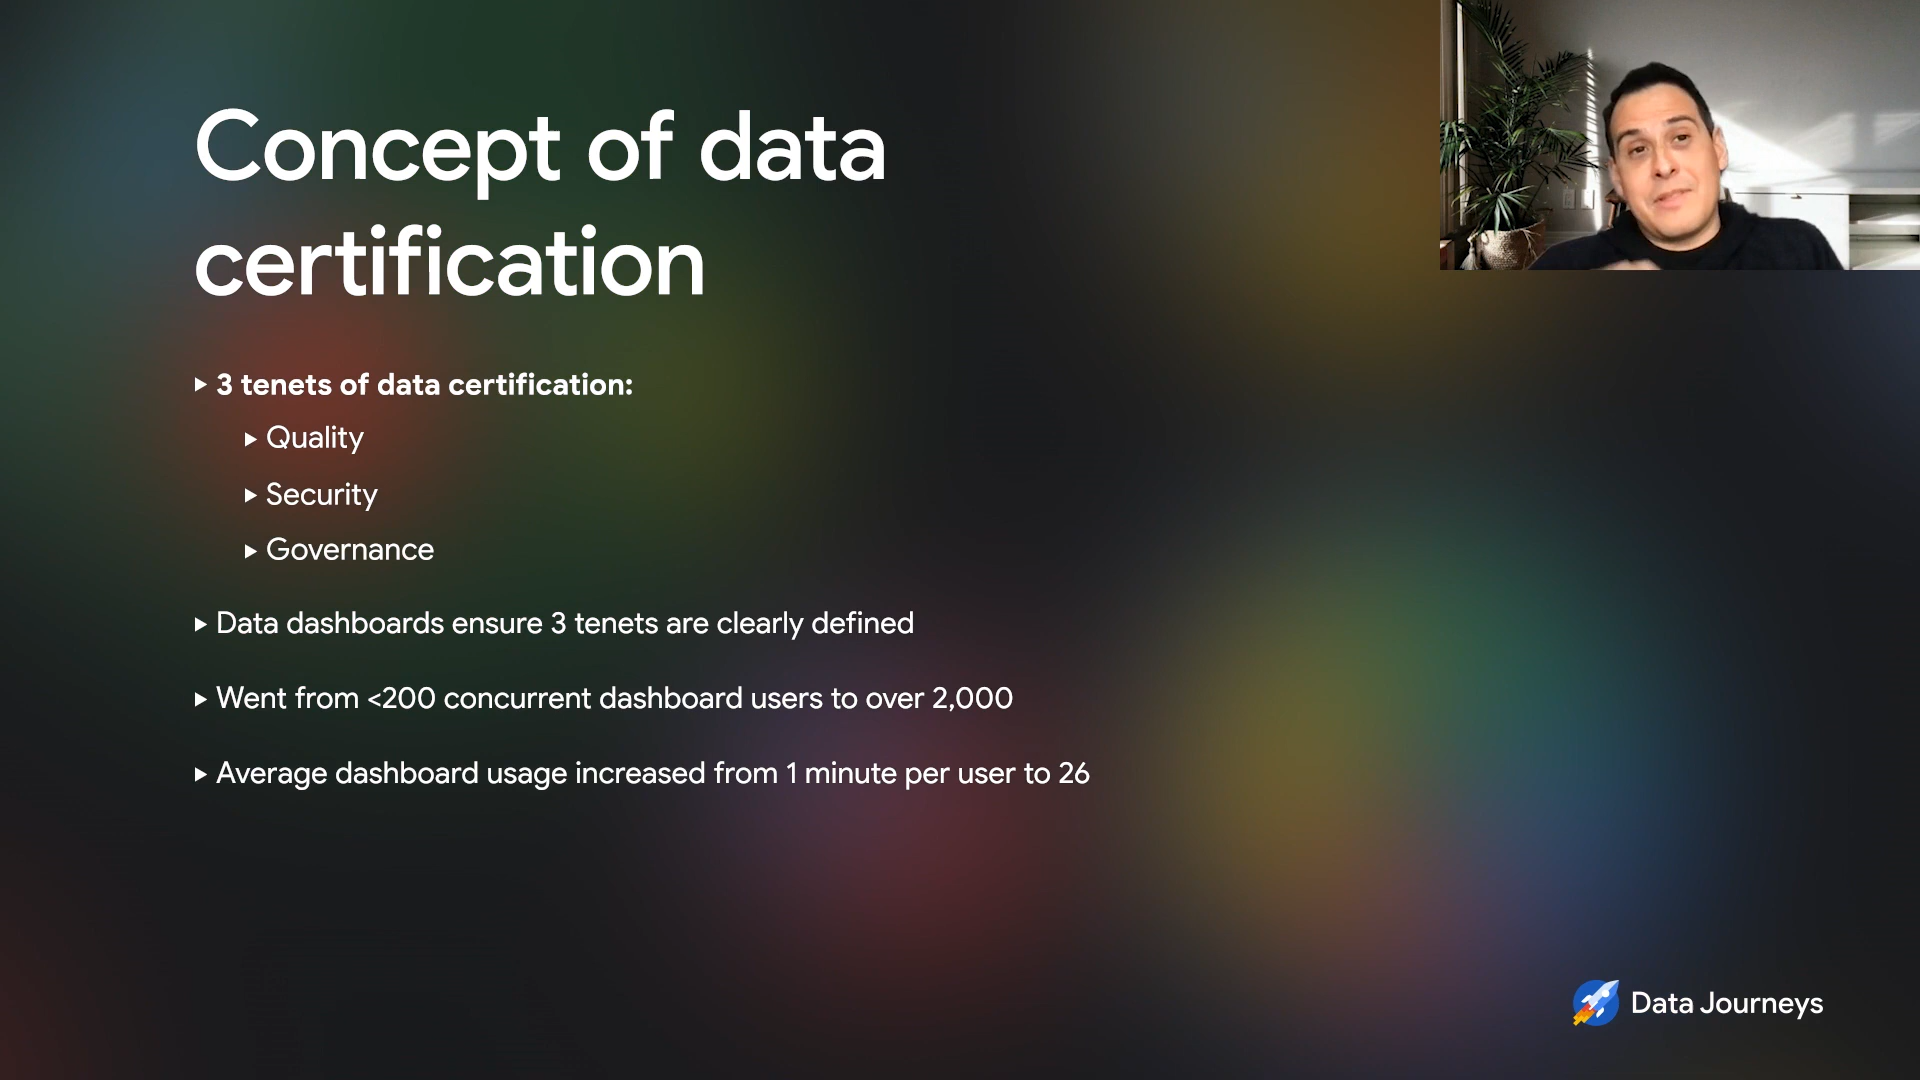 Concept of data
certification
▸ 3 tenets of data certification:
▸ Quality
▸ Security
▸ Governance
▸ Data dashboards ensure 3 tenets are clearly defined
▸ Went from <200 concurrent dashboard users to over 2,000
▸ Average dashboard usage increased from 1 minute per user to 26
Data Journeys